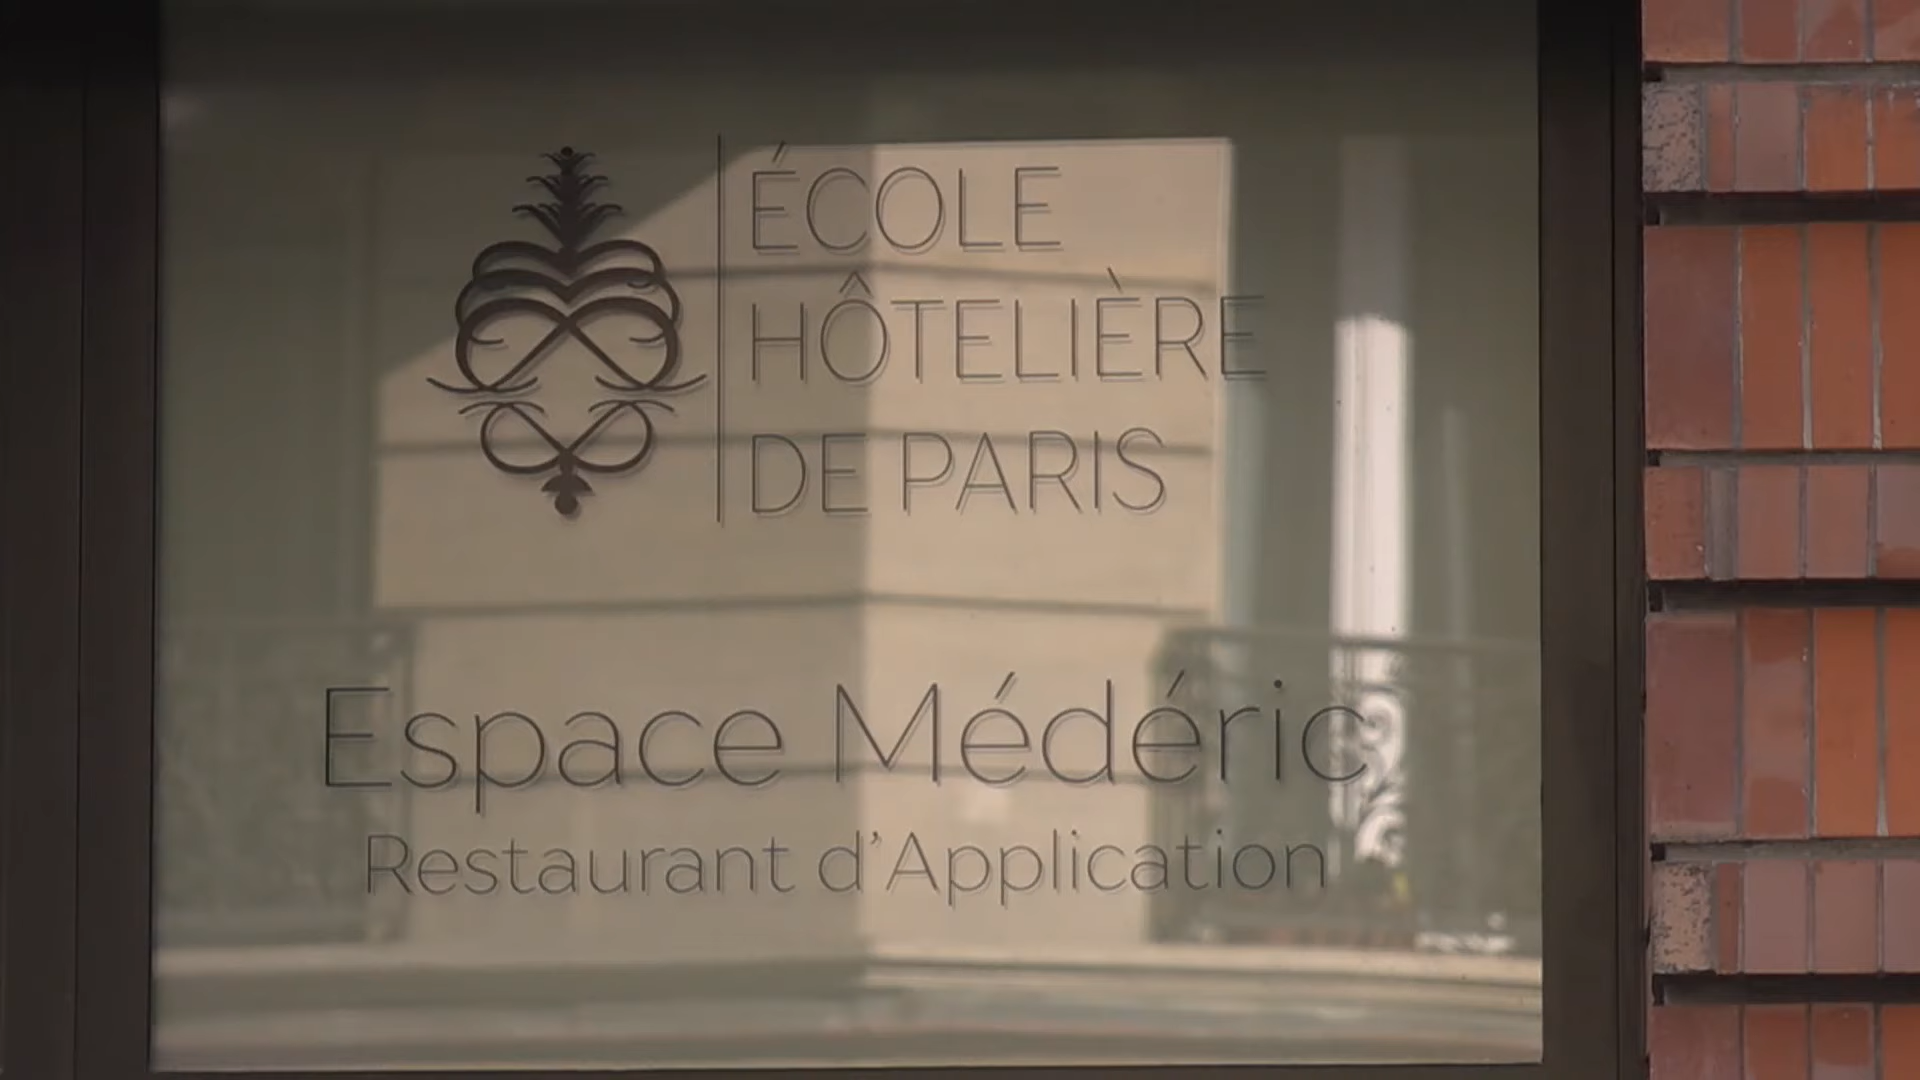 ÉCOLE
HÔTELIÈRE
DE PARIS
Espace Médéric
Restaurant d'Application